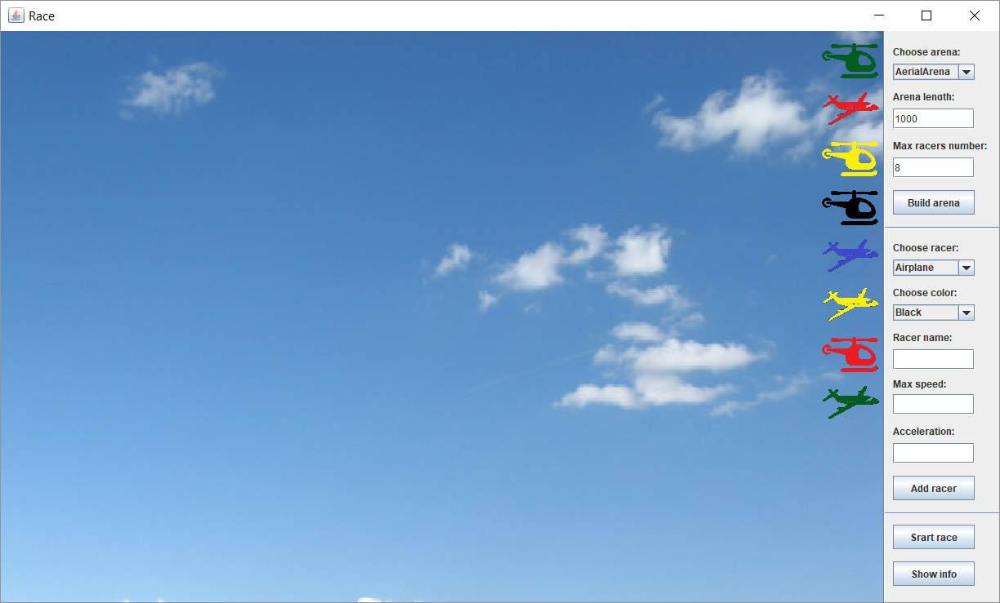 Race
Choose arena:
AerialArena
Arena length:
1000
Max racers number:
8
Build arena
Choose racer:
Airplane
Choose color:
Black
Racer name:
Max speed:
Acceleration:
Add racer
Srart race
Show info